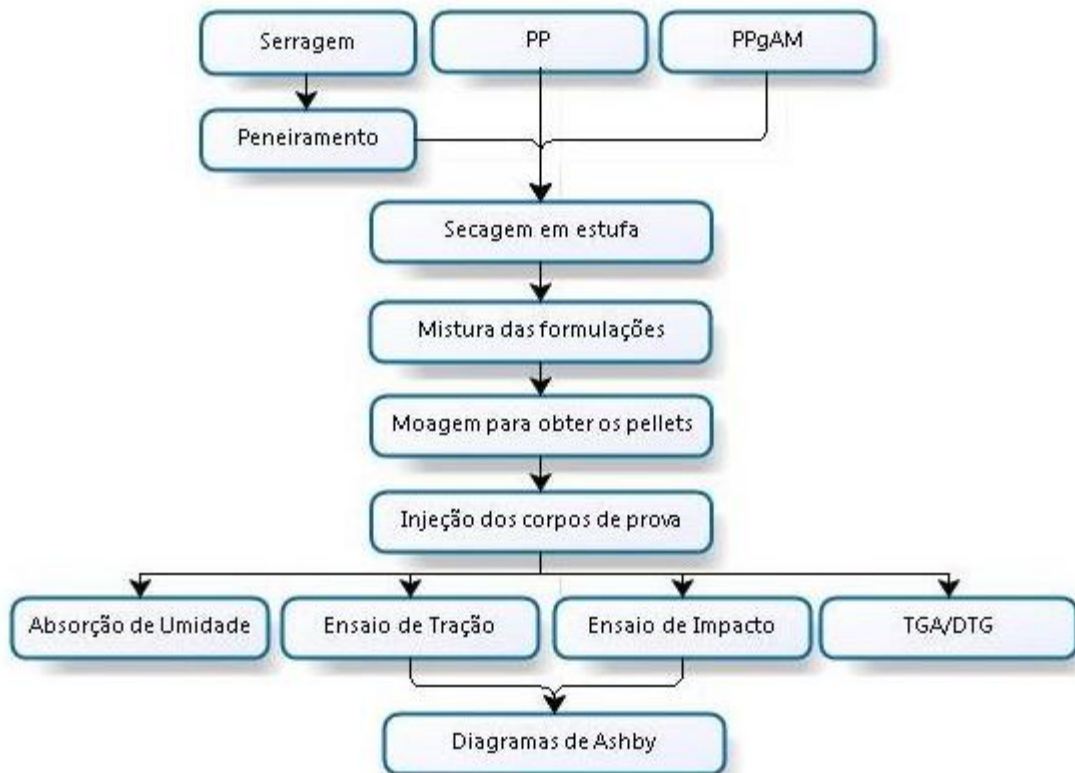 Serragem
PP
PPgAM
Peneiramento
Secagem em estufa
Mistura das formulações
Moagem para obter os pellets
Injeção dos corpos de prova
Absorção de Umidade
Ensaio de Tração
Ensaio de Impacto
TGA/DTG
Diagramas de Ashby